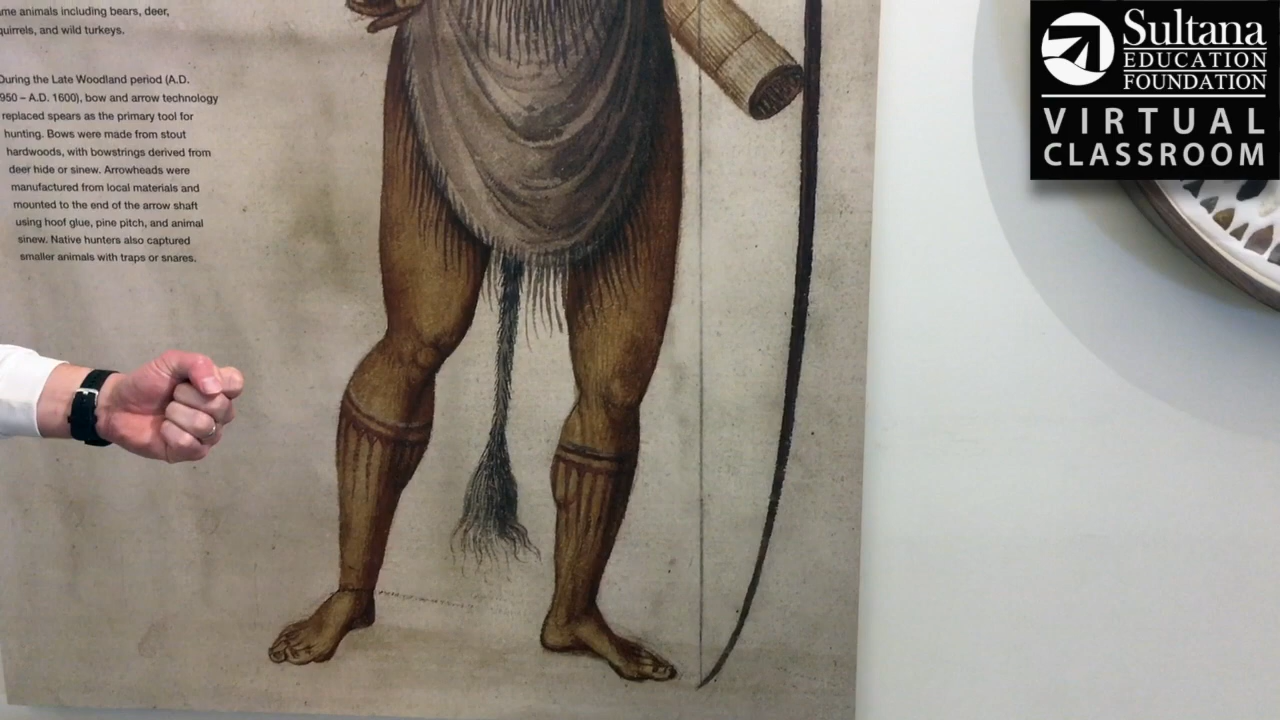 me animals including bears, deer,
quirrels, and wild turkeys.
During the Late Woodland period (A.D.
950 – A.D. 1600), bow and arrow technology
replaced spears as the primary tool for
hunting. Bows were made from stout
hardwoods, with bowstrings derived from
deer hide or sinew. Arrowheads were
manufactured from local materials and
mounted to the end of the arrow shaft
using hoof glue, pine pitch, and animal
sinew. Native hunters also captured
smaller animals with traps or snares.
Sultana
EDUCATION
FOUNDATION
VIRTUAL
CLASSROOM